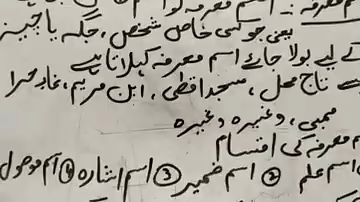 معرفہ : اسم معرفہ کو اسم
یعنی جو کسی خاص شخص، جگہ یا چیز
کے لیے بولا جائے اسم معرفہ کہلاتا ہے
تاج محل، مسجد اقصٰی، ابن مریم، غار حرا
ممبئی، وغیرہ وغیرہ
معرفہ کی اقسام
اسم علم ② اسم ضمیر ③ اسم اشارہ ④ اسم موصول